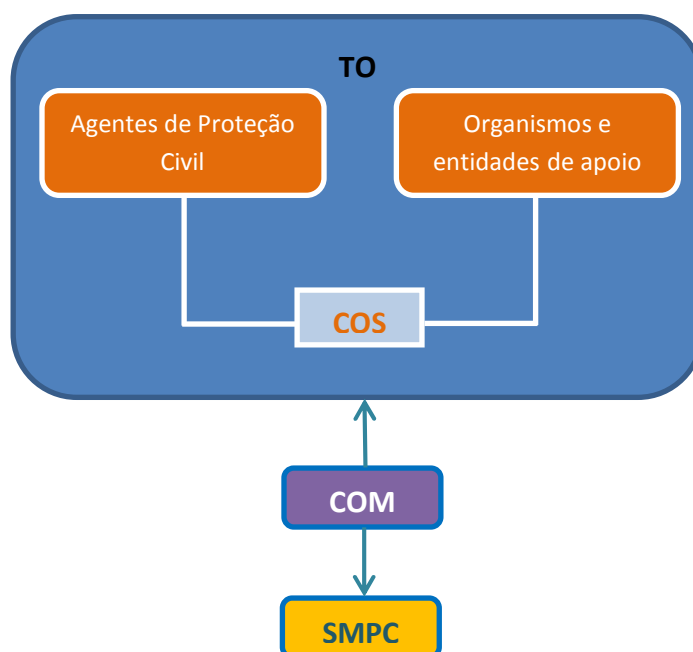 TO
Agentes de Proteção
Civil
Organismos e
entidades de apoio
COS
COM
SMPC